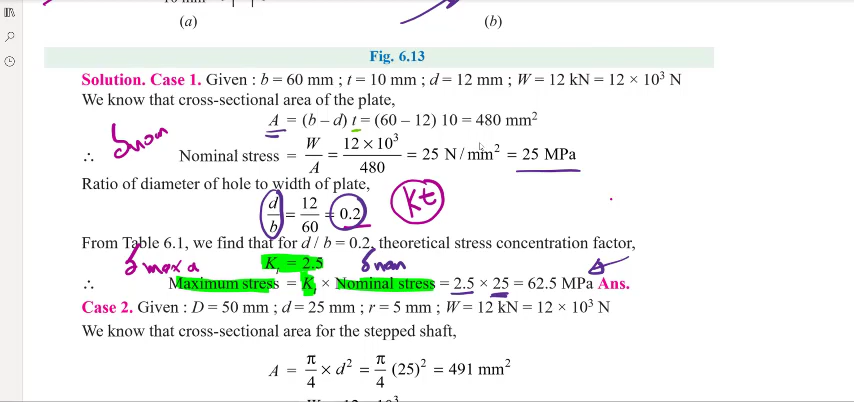 (a) (b)
Fig. 6.13
Solution. Case 1. Given : b = 60 mm ; t = 10 mm ; d = 12 mm ; W = 12 kN = 12 × 10³ N
We know that cross-sectional area of the plate,
A = (b – d) t = (60 – 12) 10 = 480 mm²
∴ Nominal stress = W/A = 12 × 10³/480 = 25 N / mm² = 25 MPa
Ratio of diameter of hole to width of plate,
d/b = 12/60 = 0.2
Kt
From Table 6.1, we find that for d / b = 0.2, theoretical stress concentration factor,
Kt = 2.5
∴ Maximum stress = Kt × Nominal stress = 2.5 × 25 = 62.5 MPa Ans.
Case 2. Given : D = 50 mm ; d = 25 mm ; r = 5 mm ; W = 12 kN = 12 × 10³ N
We know that cross-sectional area for the stepped shaft,
A = π/4 × d² = π/4 (25)² = 491 mm²